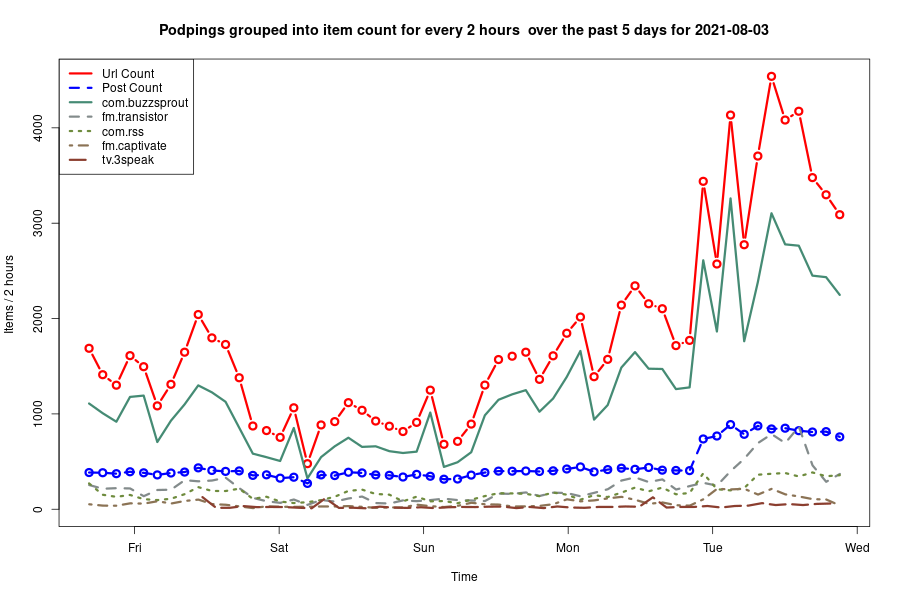 Podpings grouped into item count for every 2 hours  over the past 5 days for 2021-08-03
Url Count
Post Count
com.buzzsprout
fm.transistor
com.rss
fm.captivate
tv.3speak
Items / 2 hours
4000
3000
2000
1000
0
Fri Sat Sun Mon Tue Wed
Time